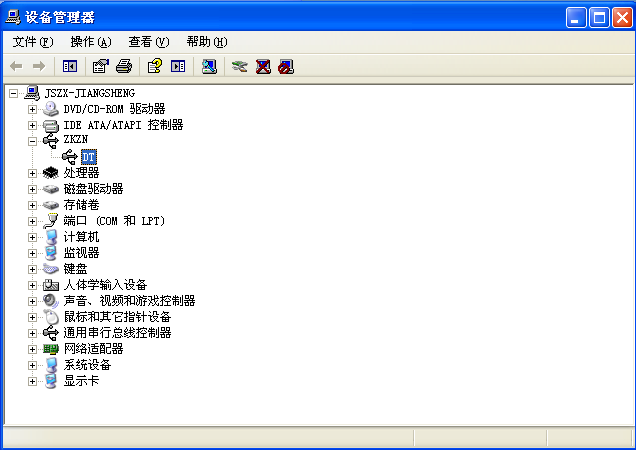 设备管理器
文件(F) 操作(A) 查看(V) 帮助(H)
JSZX-JIANGSHENG
DVD/CD-ROM 驱动器
IDE ATA/ATAPI 控制器
ZKZN
DT
处理器
磁盘驱动器
存储卷
端口 (COM 和 LPT)
计算机
监视器
键盘
人体学输入设备
声音、视频和游戏控制器
鼠标和其它指针设备
通用串行总线控制器
网络适配器
系统设备
显示卡